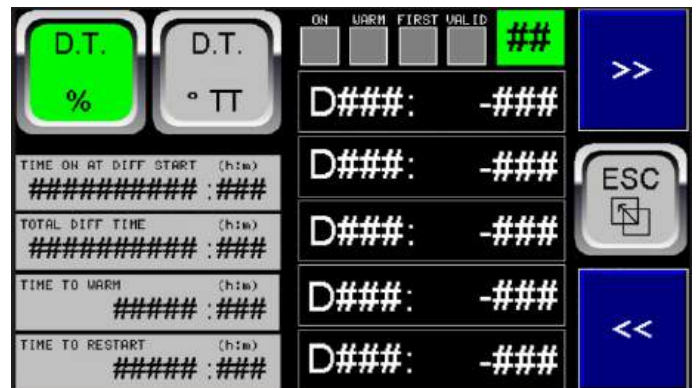 D.T.
%
D.T.
° TT
TIME ON AT DIFF START (h:m)
##########:###
TOTAL DIFF TIME (h:m)
##########:###
TIME TO WARM (h:m)
#####:###
TIME TO RESTART (h:m)
#####:###
ON WARM FIRST VALID
##
D###: -###
D###: -###
D###: -###
D###: -###
D###: -###
>>
ESC
<<